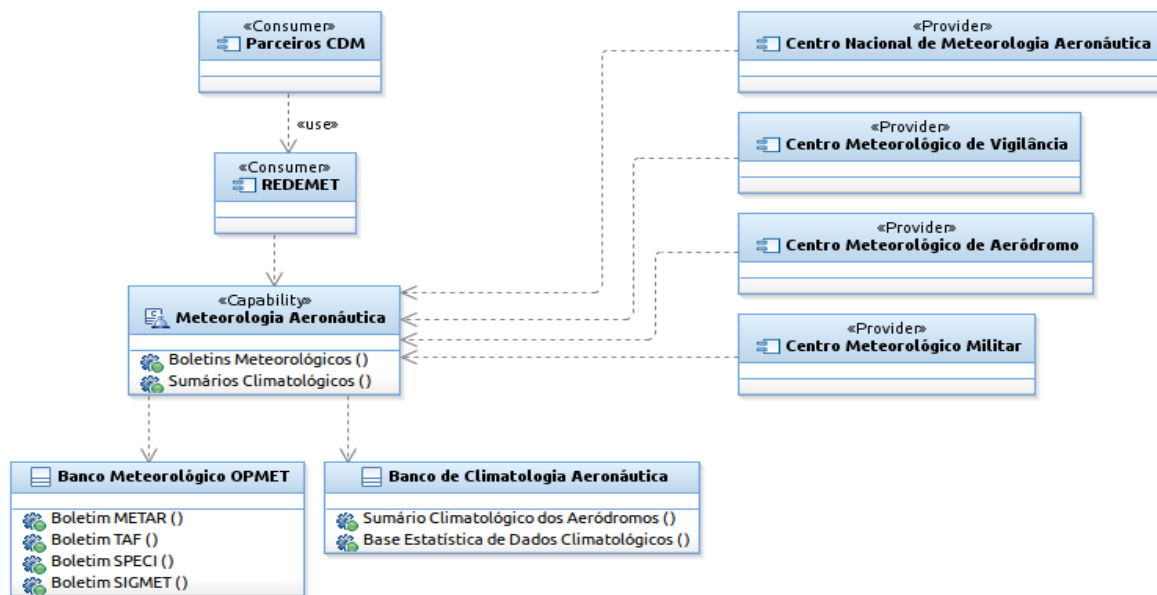 «Consumer»
Parceiros CDM
«use»
«Consumer»
REDEMET
«Capability»
Meteorologia Aeronáutica
Boletins Meteorológicos ()
Sumários Climatológicos ()
Banco Meteorológico OPMET
Boletim METAR ()
Boletim TAF ()
Boletim SPECI ()
Boletim SIGMET ()
Banco de Climatologia Aeronáutica
Sumário Climatológico dos Aeródromos ()
Base Estatística de Dados Climatológicos ()
«Provider»
Centro Nacional de Meteorologia Aeronáutica
«Provider»
Centro Meteorológico de Vigilância
«Provider»
Centro Meteorológico de Aeródromo
«Provider»
Centro Meteorológico Militar